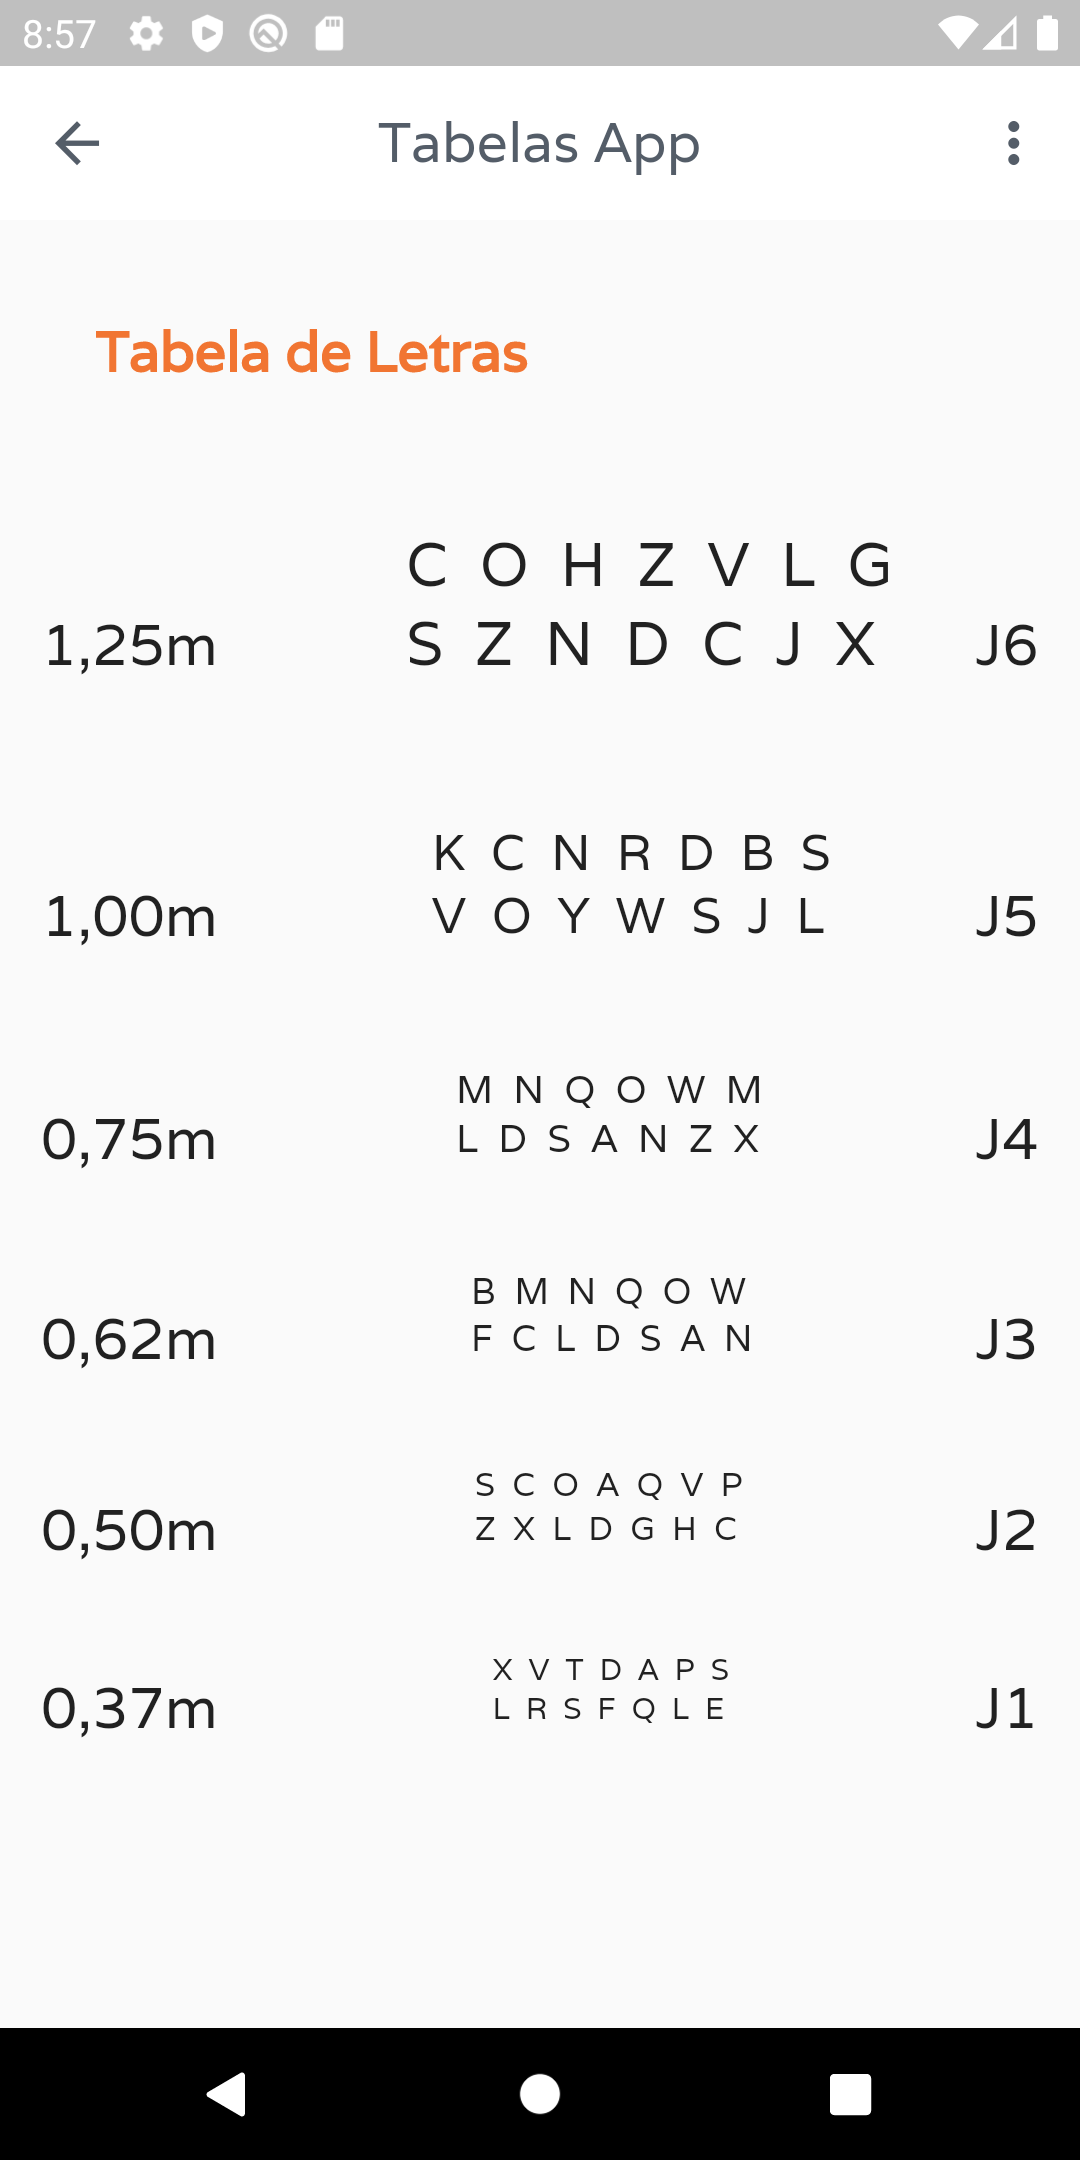 8:57
Tabelas App
Tabela de Letras
C O H Z V L G
1,25m S Z N D C J X J6
K C N R D B S
1,00m V O Y W S J L J5
M N Q O W M
0,75m L D S A N Z X J4
B M N Q O W
0,62m F C L D S A N J3
S C O A Q V P
0,50m Z X L D G H C J2
X V T D A P S
0,37m L R S F Q L E J1